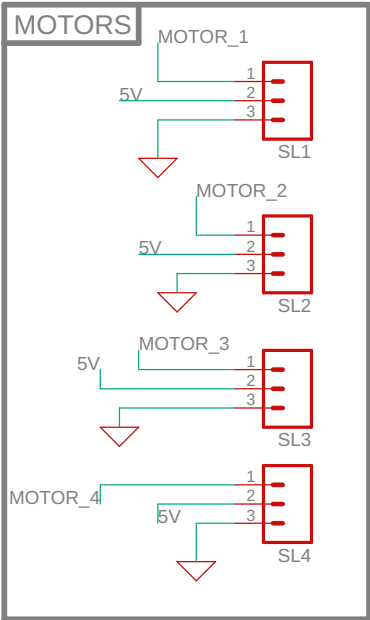 MOTORS
MOTOR_1
1
5V
2
3
SL1
MOTOR_2
1
5V
2
3
SL2
MOTOR_3
1
5V
2
3
SL3
1
MOTOR_4
2
5V
3
SL4